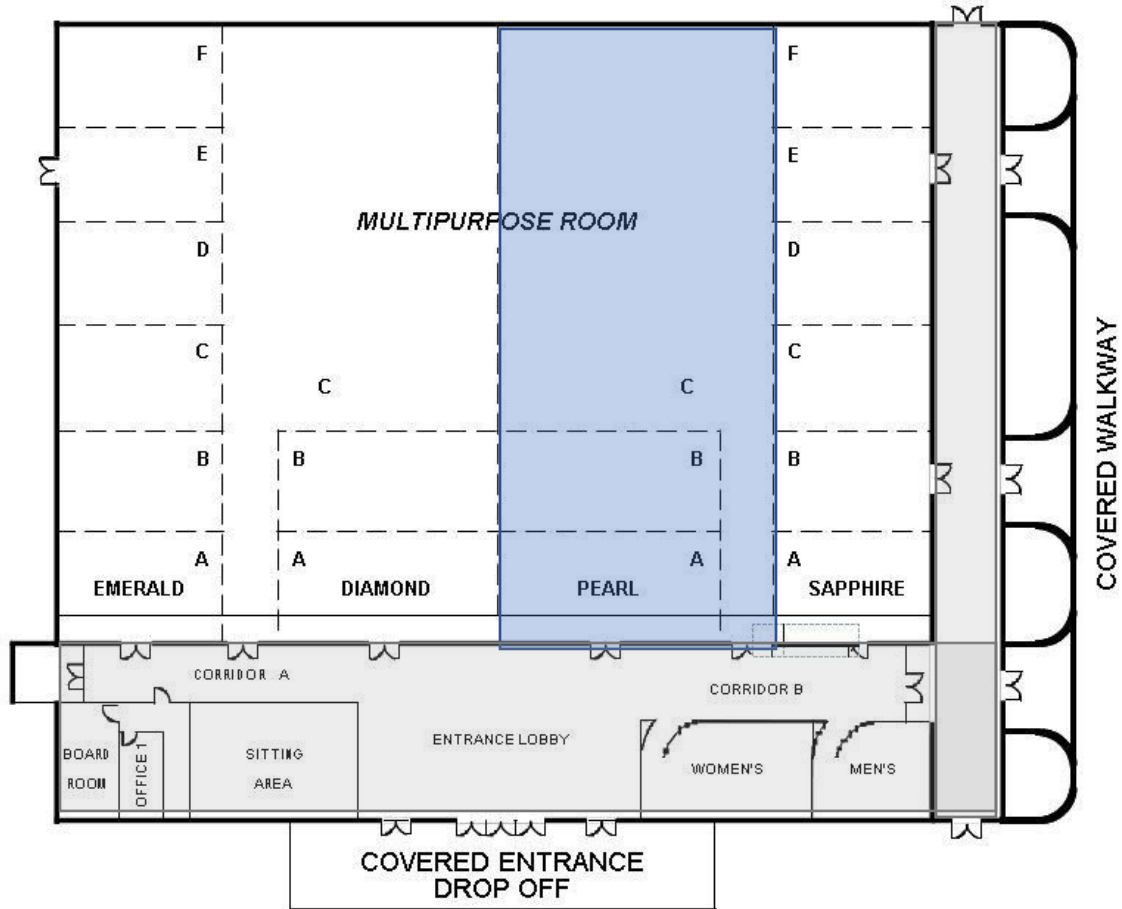 F
F
E
E
MULTIPURPOSE ROOM
D
D
C
C
C
C
B
B
B
B
A
A
A
A
EMERALD
DIAMOND
PEARL
SAPPHIRE
COVERED WALKWAY
CORRIDOR A
CORRIDOR B
ENTRANCE LOBBY
BOARD
ROOM
OFFICE 1
SITTING
AREA
WOMEN'S
MEN'S
COVERED ENTRANCE
DROP OFF